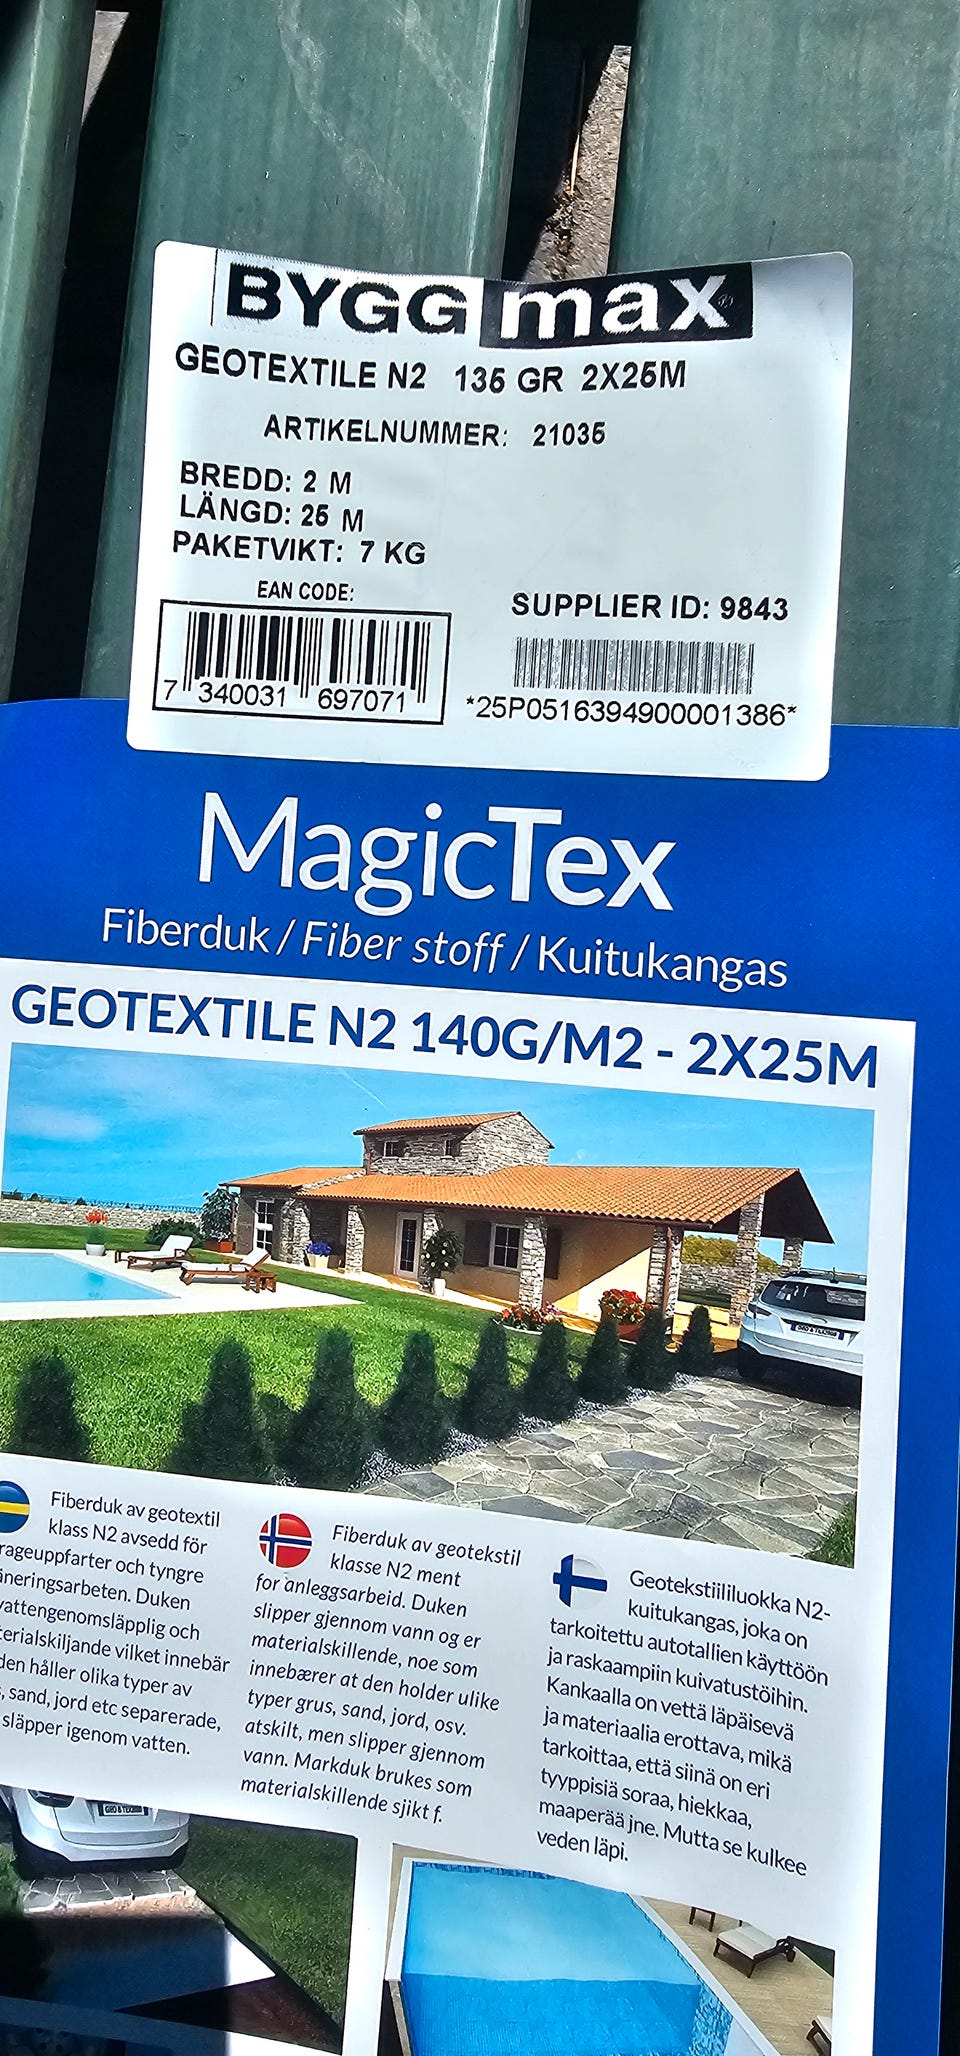 BYGG max
GEOTEXTILE N2 135 GR 2X25M
ARTIKELNUMMER: 21035
BREDD: 2 M
LÄNGD: 25 M
PAKETVIKT: 7 KG
EAN CODE:
7 340031 697071
SUPPLIER ID: 9843
*25P0516394900001386*
MagicTex
Fiberduk / Fiber stoff / Kuitukangas
GEOTEXTILE N2 140G/M2 - 2X25M
Fiberduk av geotextil
klass N2 avsedd för
och tyngre
Duken
och
vilket innebär
håller olika typer av
sand, jord etc separerade,
släpper igenom vatten.
Fiberduk av geotekstil
klasse N2 ment
for anleggsarbeid. Duken
slipper gjennom vann og er
materialskillende, noe som
innebærer at den holder ulike
typer grus, sand, jord, osv.
atskilt, men slipper gjennom
vann. Markduk brukes som
materialskillende sjikt f.
Geotekstiililuokka N2-
kuitukangas, joka on
tarkoitettu autotallien käyttöön
ja raskaampiin kuivatustöihin.
Kankaalla on vettä läpäisevä
ja materiaalia erottava, mikä
tarkoittaa, että siinä on eri
tyyppisiä soraa, hiekkaa,
maaperää jne. Mutta se kulkee
veden läpi.